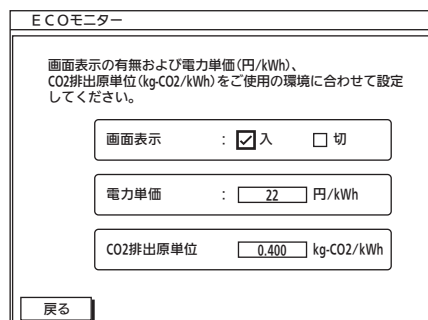 ECOモニター
画面表示の有無および電力単価(円/kWh)、
CO2排出原単位(kg-CO2/kWh)をご使用の環境に合わせて設定
してください。
画面表示 : ☑入 □切
電力単価 : 22 円/kWh
CO2排出原単位 0.400 kg-CO2/kWh
戻る